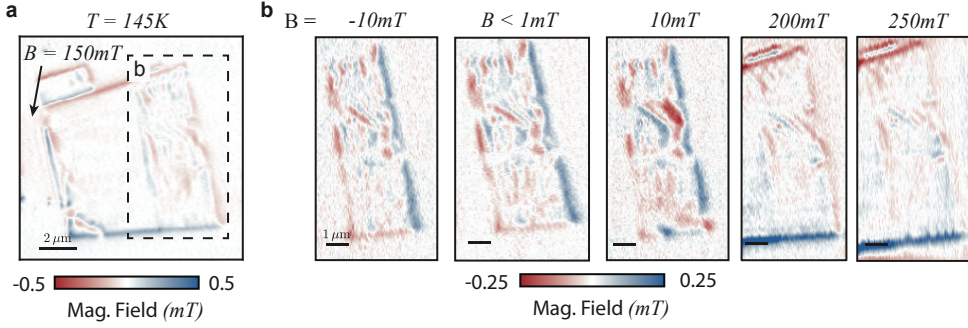 a
T = 145K
B = 150mT
b
2 μm
-0.5
0.5
Mag. Field (mT)
b
B = -10mT
B < 1mT
10mT
200mT
250mT
1 μm
-0.25
0.25
Mag. Field (mT)